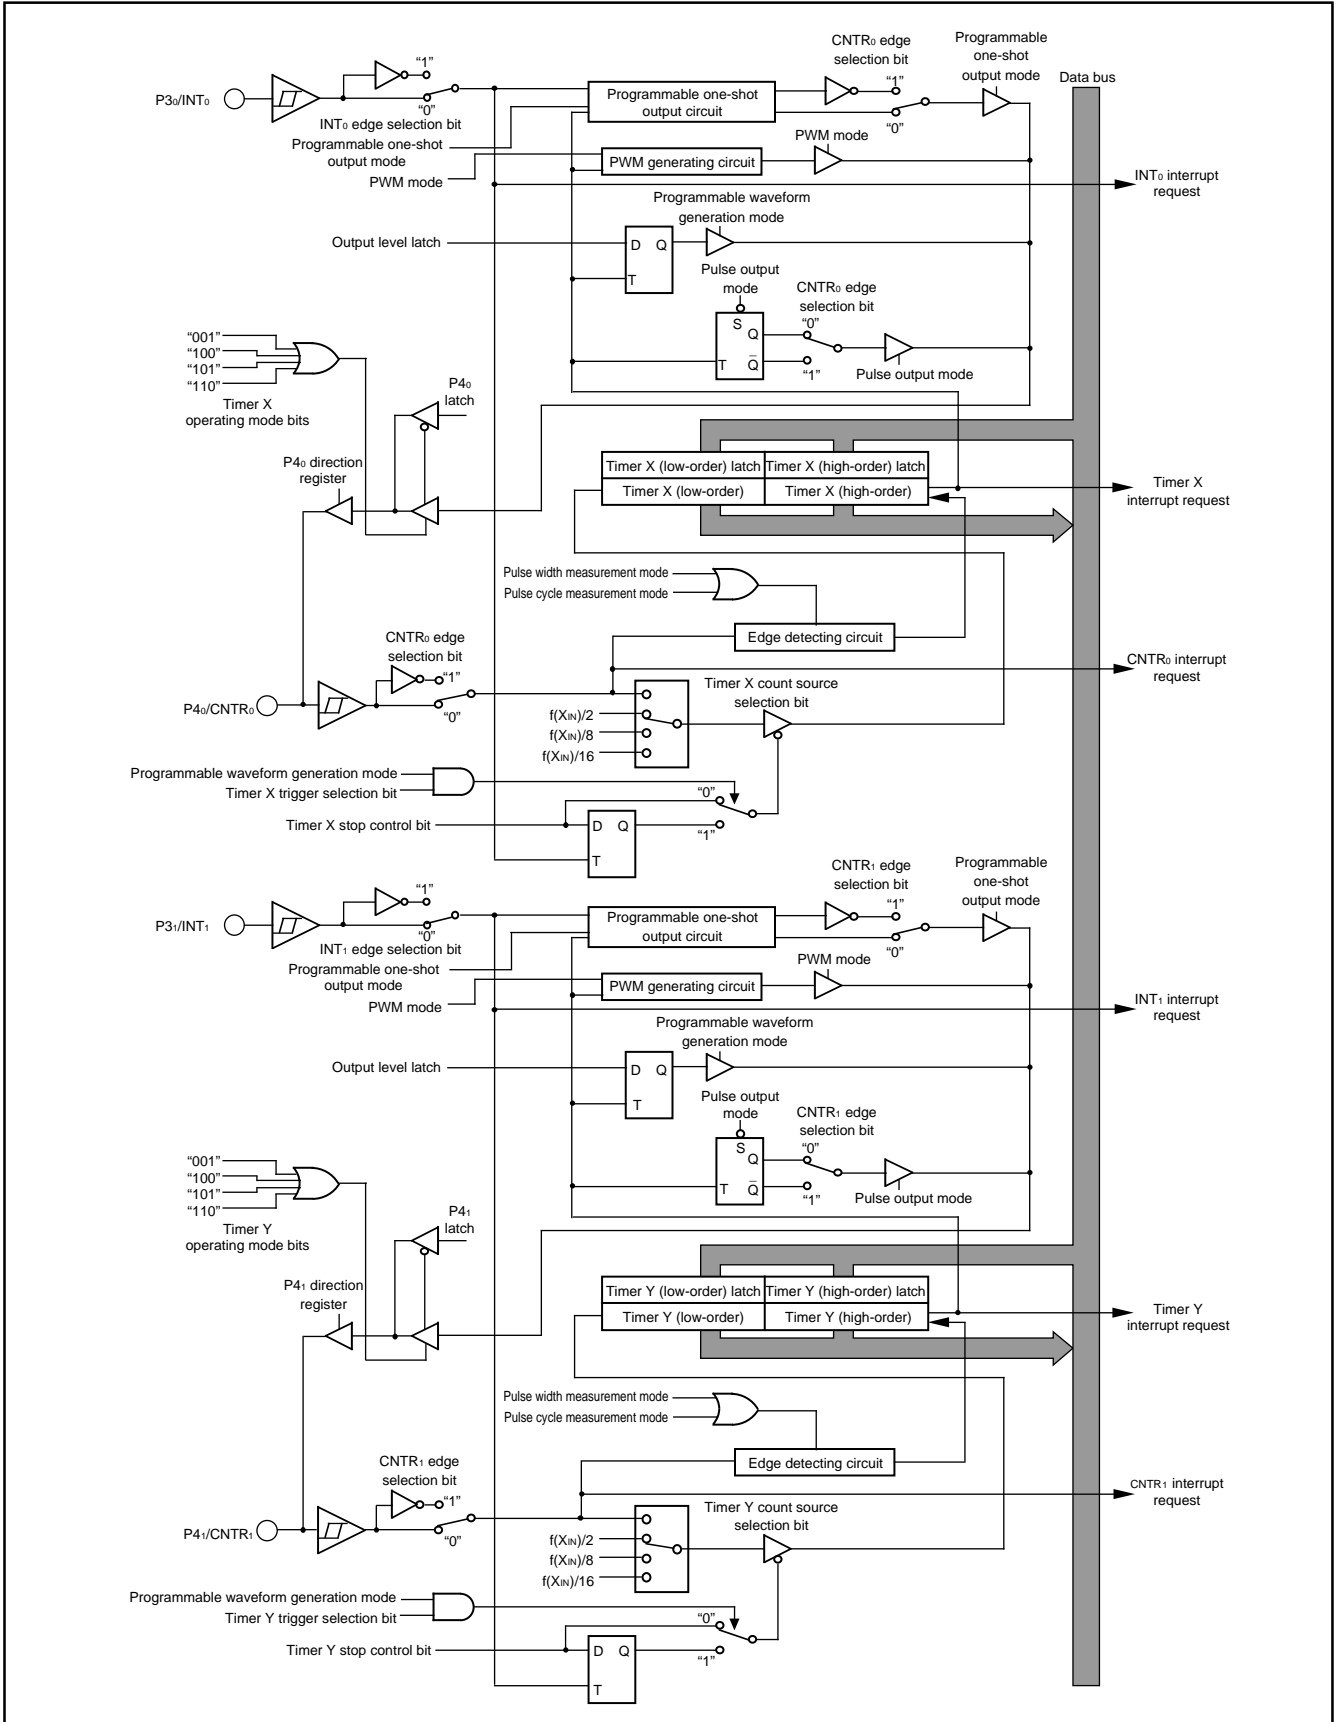 CNTR₀ edge
selection bit
Programmable
one-shot
output mode
Data bus
P3₀/INT₀
“1”
“0”
INT₀ edge selection bit
Programmable one-shot
output mode
PWM mode
Programmable one-shot
output circuit
“1”
“0”
PWM generating circuit
PWM mode
INT₀ interrupt
request
Programmable waveform
generation mode
Output level latch
D Q
T
Pulse output
mode
CNTR₀ edge
selection bit
S
Q
T Q̅
“0”
“1”
Pulse output mode
“001”
“100”
“101”
“110”
Timer X
operating mode bits
P4₀
latch
P4₀ direction
register
Timer X (low-order) latch Timer X (high-order) latch
Timer X (low-order) Timer X (high-order)
Timer X
interrupt request
Pulse width measurement mode
Pulse cycle measurement mode
Edge detecting circuit
CNTR₀ interrupt
request
CNTR₀ edge
selection bit
“1”
“0”
P4₀/CNTR₀
Timer X count source
selection bit
f(XIN)/2
f(XIN)/8
f(XIN)/16
Programmable waveform generation mode
Timer X trigger selection bit
Timer X stop control bit
“0”
“1”
D Q
T
CNTR₁ edge
selection bit
Programmable
one-shot
output mode
P3₁/INT₁
“1”
“0”
INT₁ edge selection bit
Programmable one-shot
output mode
PWM mode
Programmable one-shot
output circuit
“1”
“0”
PWM generating circuit
PWM mode
INT₁ interrupt
request
Programmable waveform
generation mode
Output level latch
D Q
T
Pulse output
mode
CNTR₁ edge
selection bit
S
Q
T Q̅
“0”
“1”
Pulse output mode
“001”
“100”
“101”
“110”
Timer Y
operating mode bits
P4₁
latch
P4₁ direction
register
Timer Y (low-order) latch Timer Y (high-order) latch
Timer Y (low-order) Timer Y (high-order)
Timer Y
interrupt request
Pulse width measurement mode
Pulse cycle measurement mode
Edge detecting circuit
CNTR₁ interrupt
request
CNTR₁ edge
selection bit
“1”
“0”
P4₁/CNTR₁
Timer Y count source
selection bit
f(XIN)/2
f(XIN)/8
f(XIN)/16
Programmable waveform generation mode
Timer Y trigger selection bit
Timer Y stop control bit
“0”
“1”
D Q
T